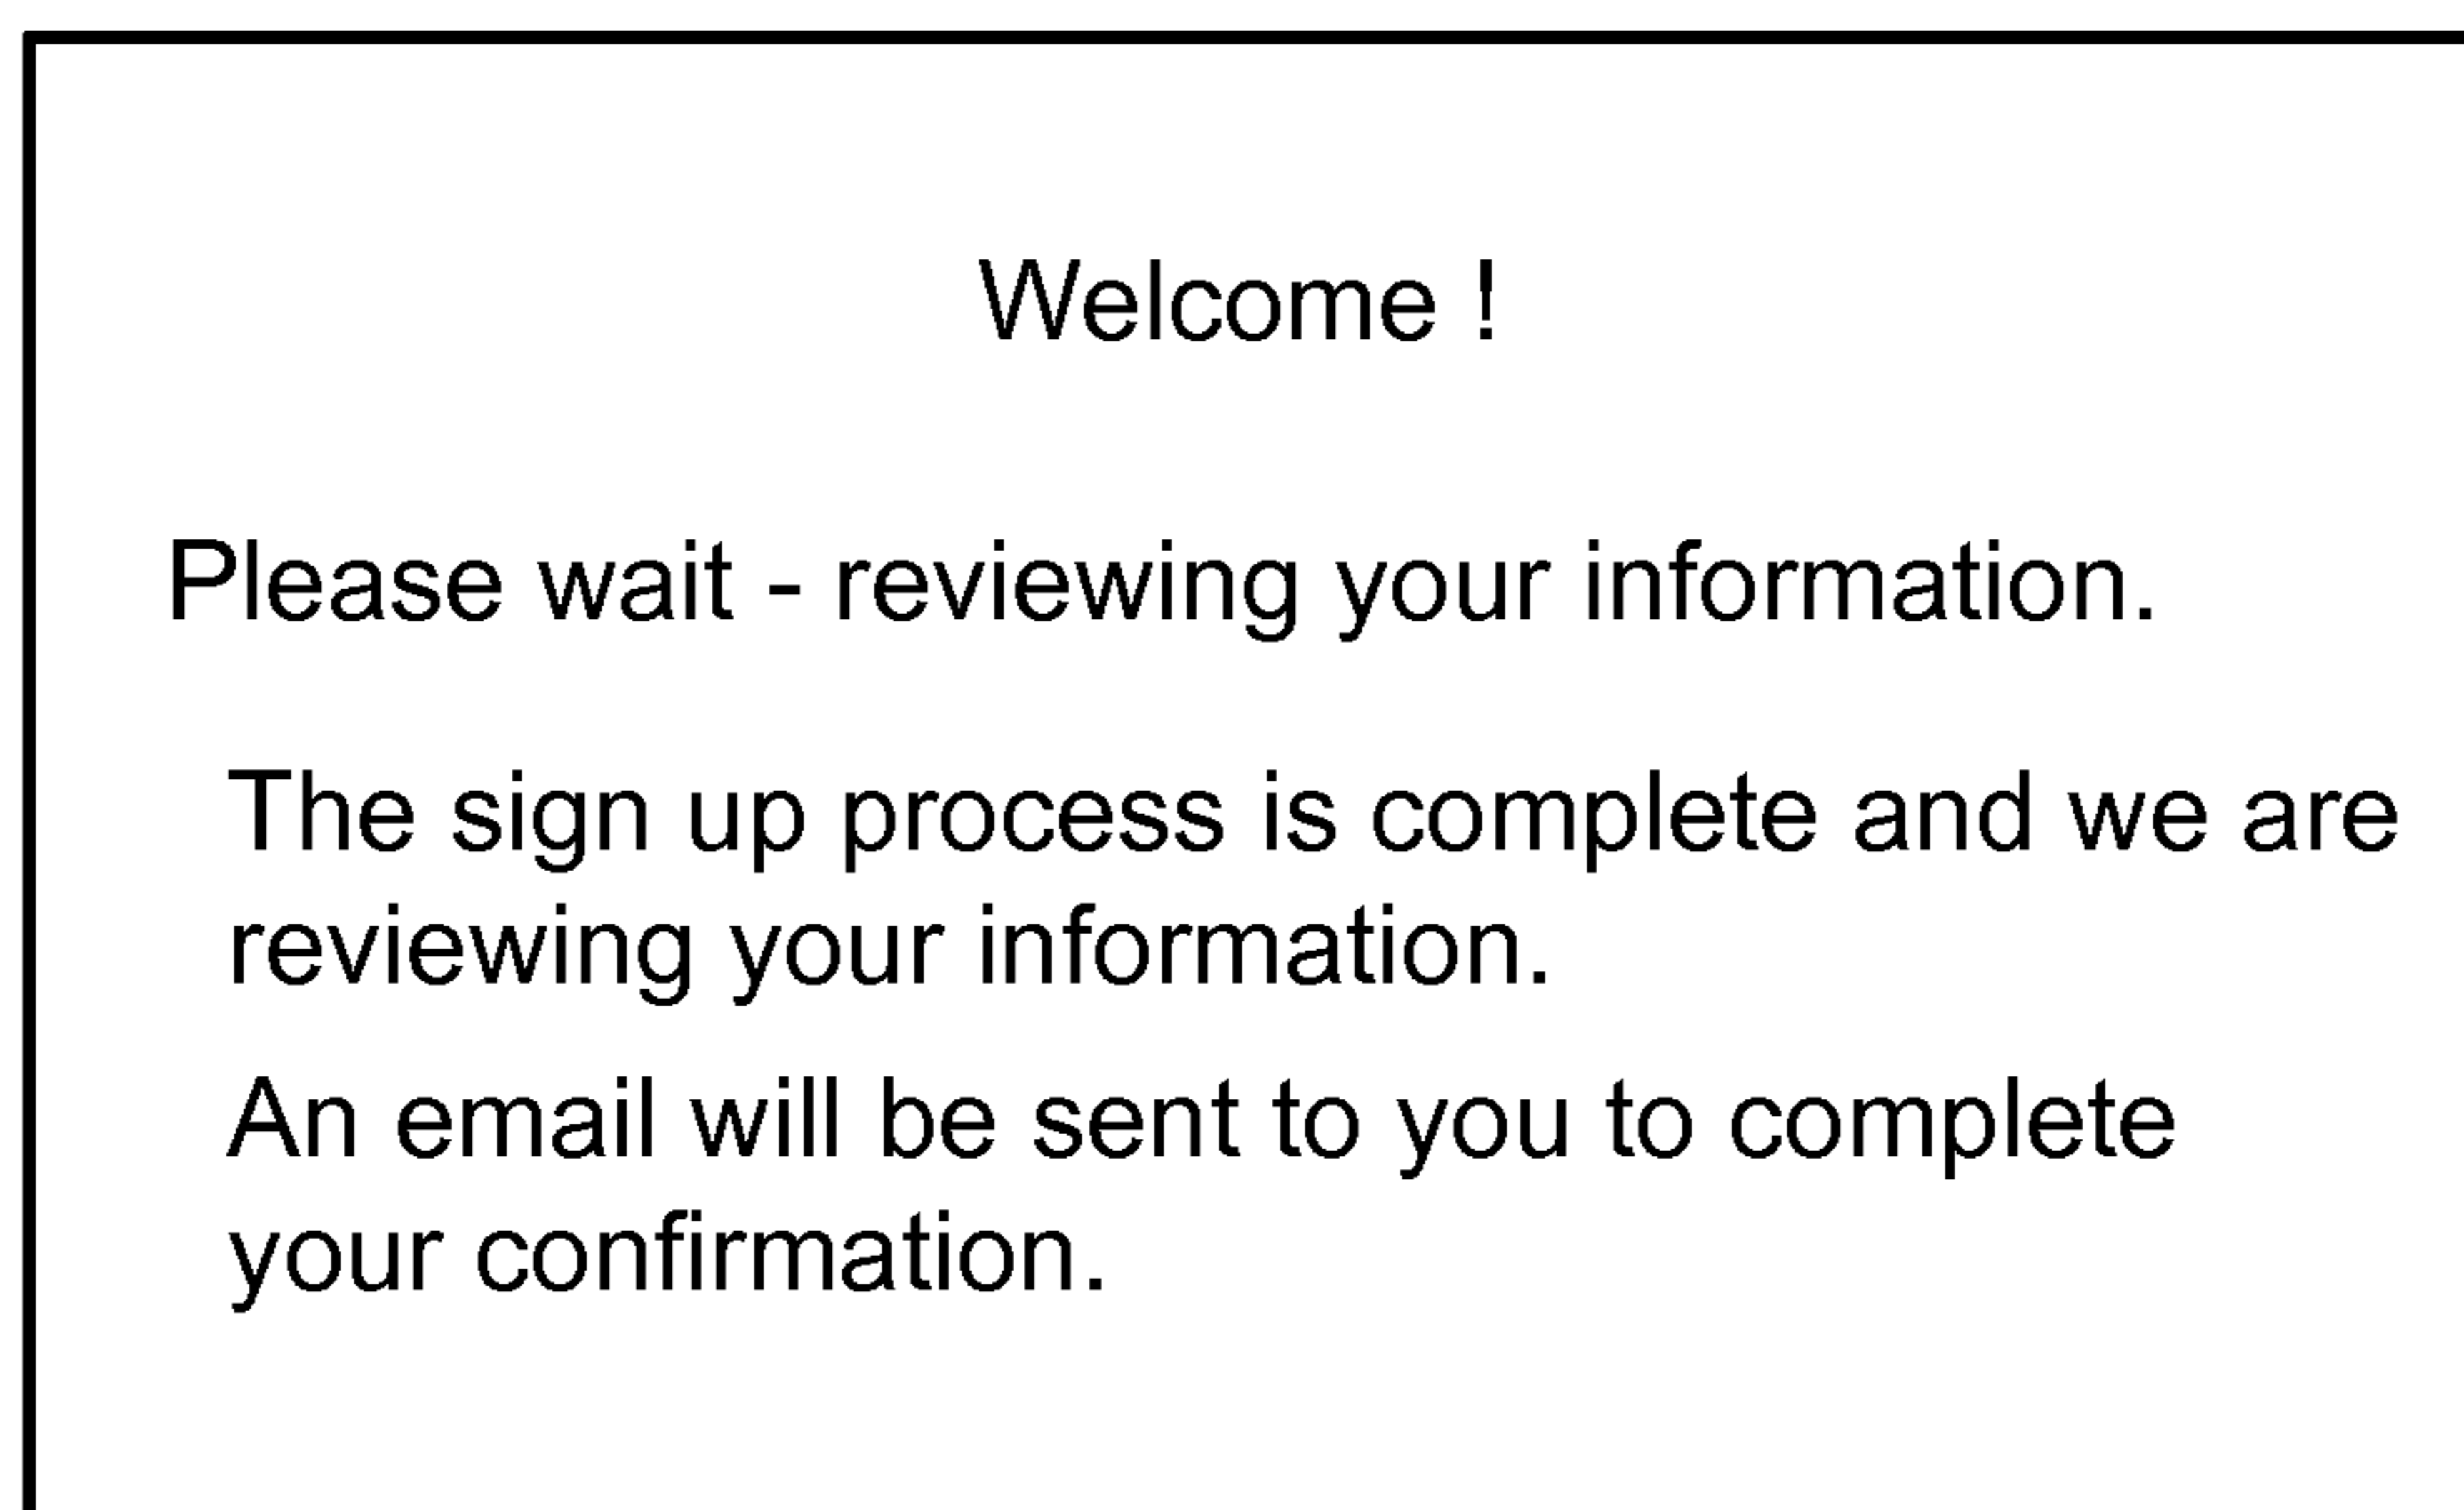 Welcome !
Please wait - reviewing your information.
The sign up process is complete and we are
reviewing your information.
An email will be sent to you to complete
your confirmation.